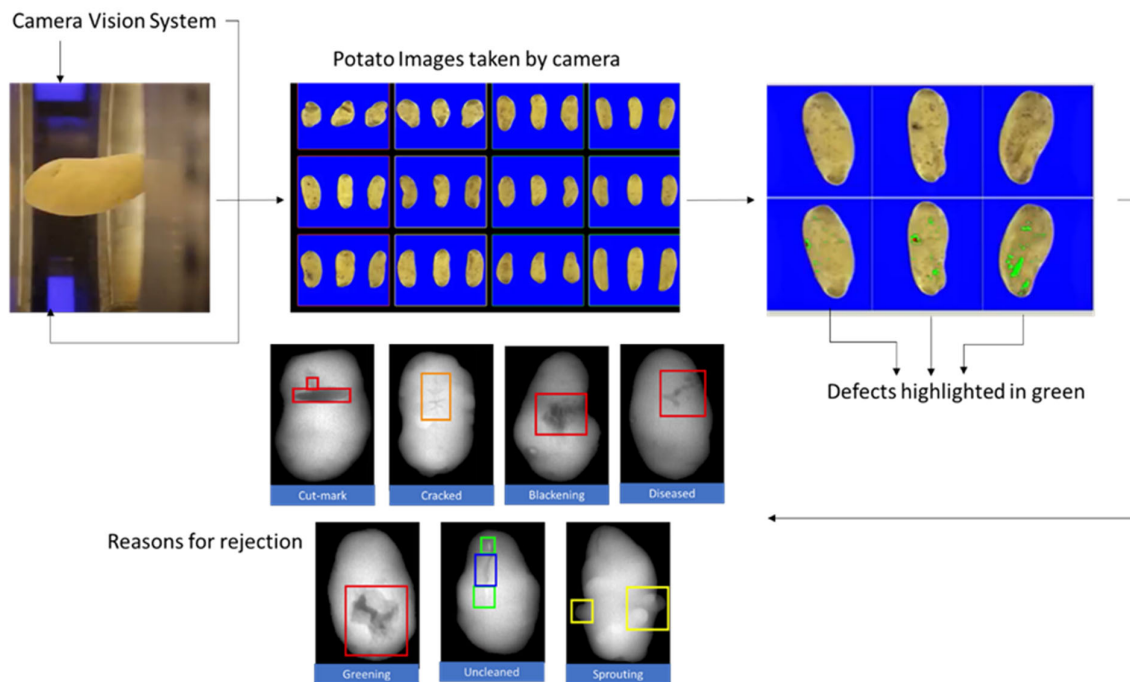 Camera Vision System
Potato Images taken by camera
Defects highlighted in green
Cut-mark
Cracked
Blackening
Diseased
Reasons for rejection
Greening
Uncleaned
Sprouting